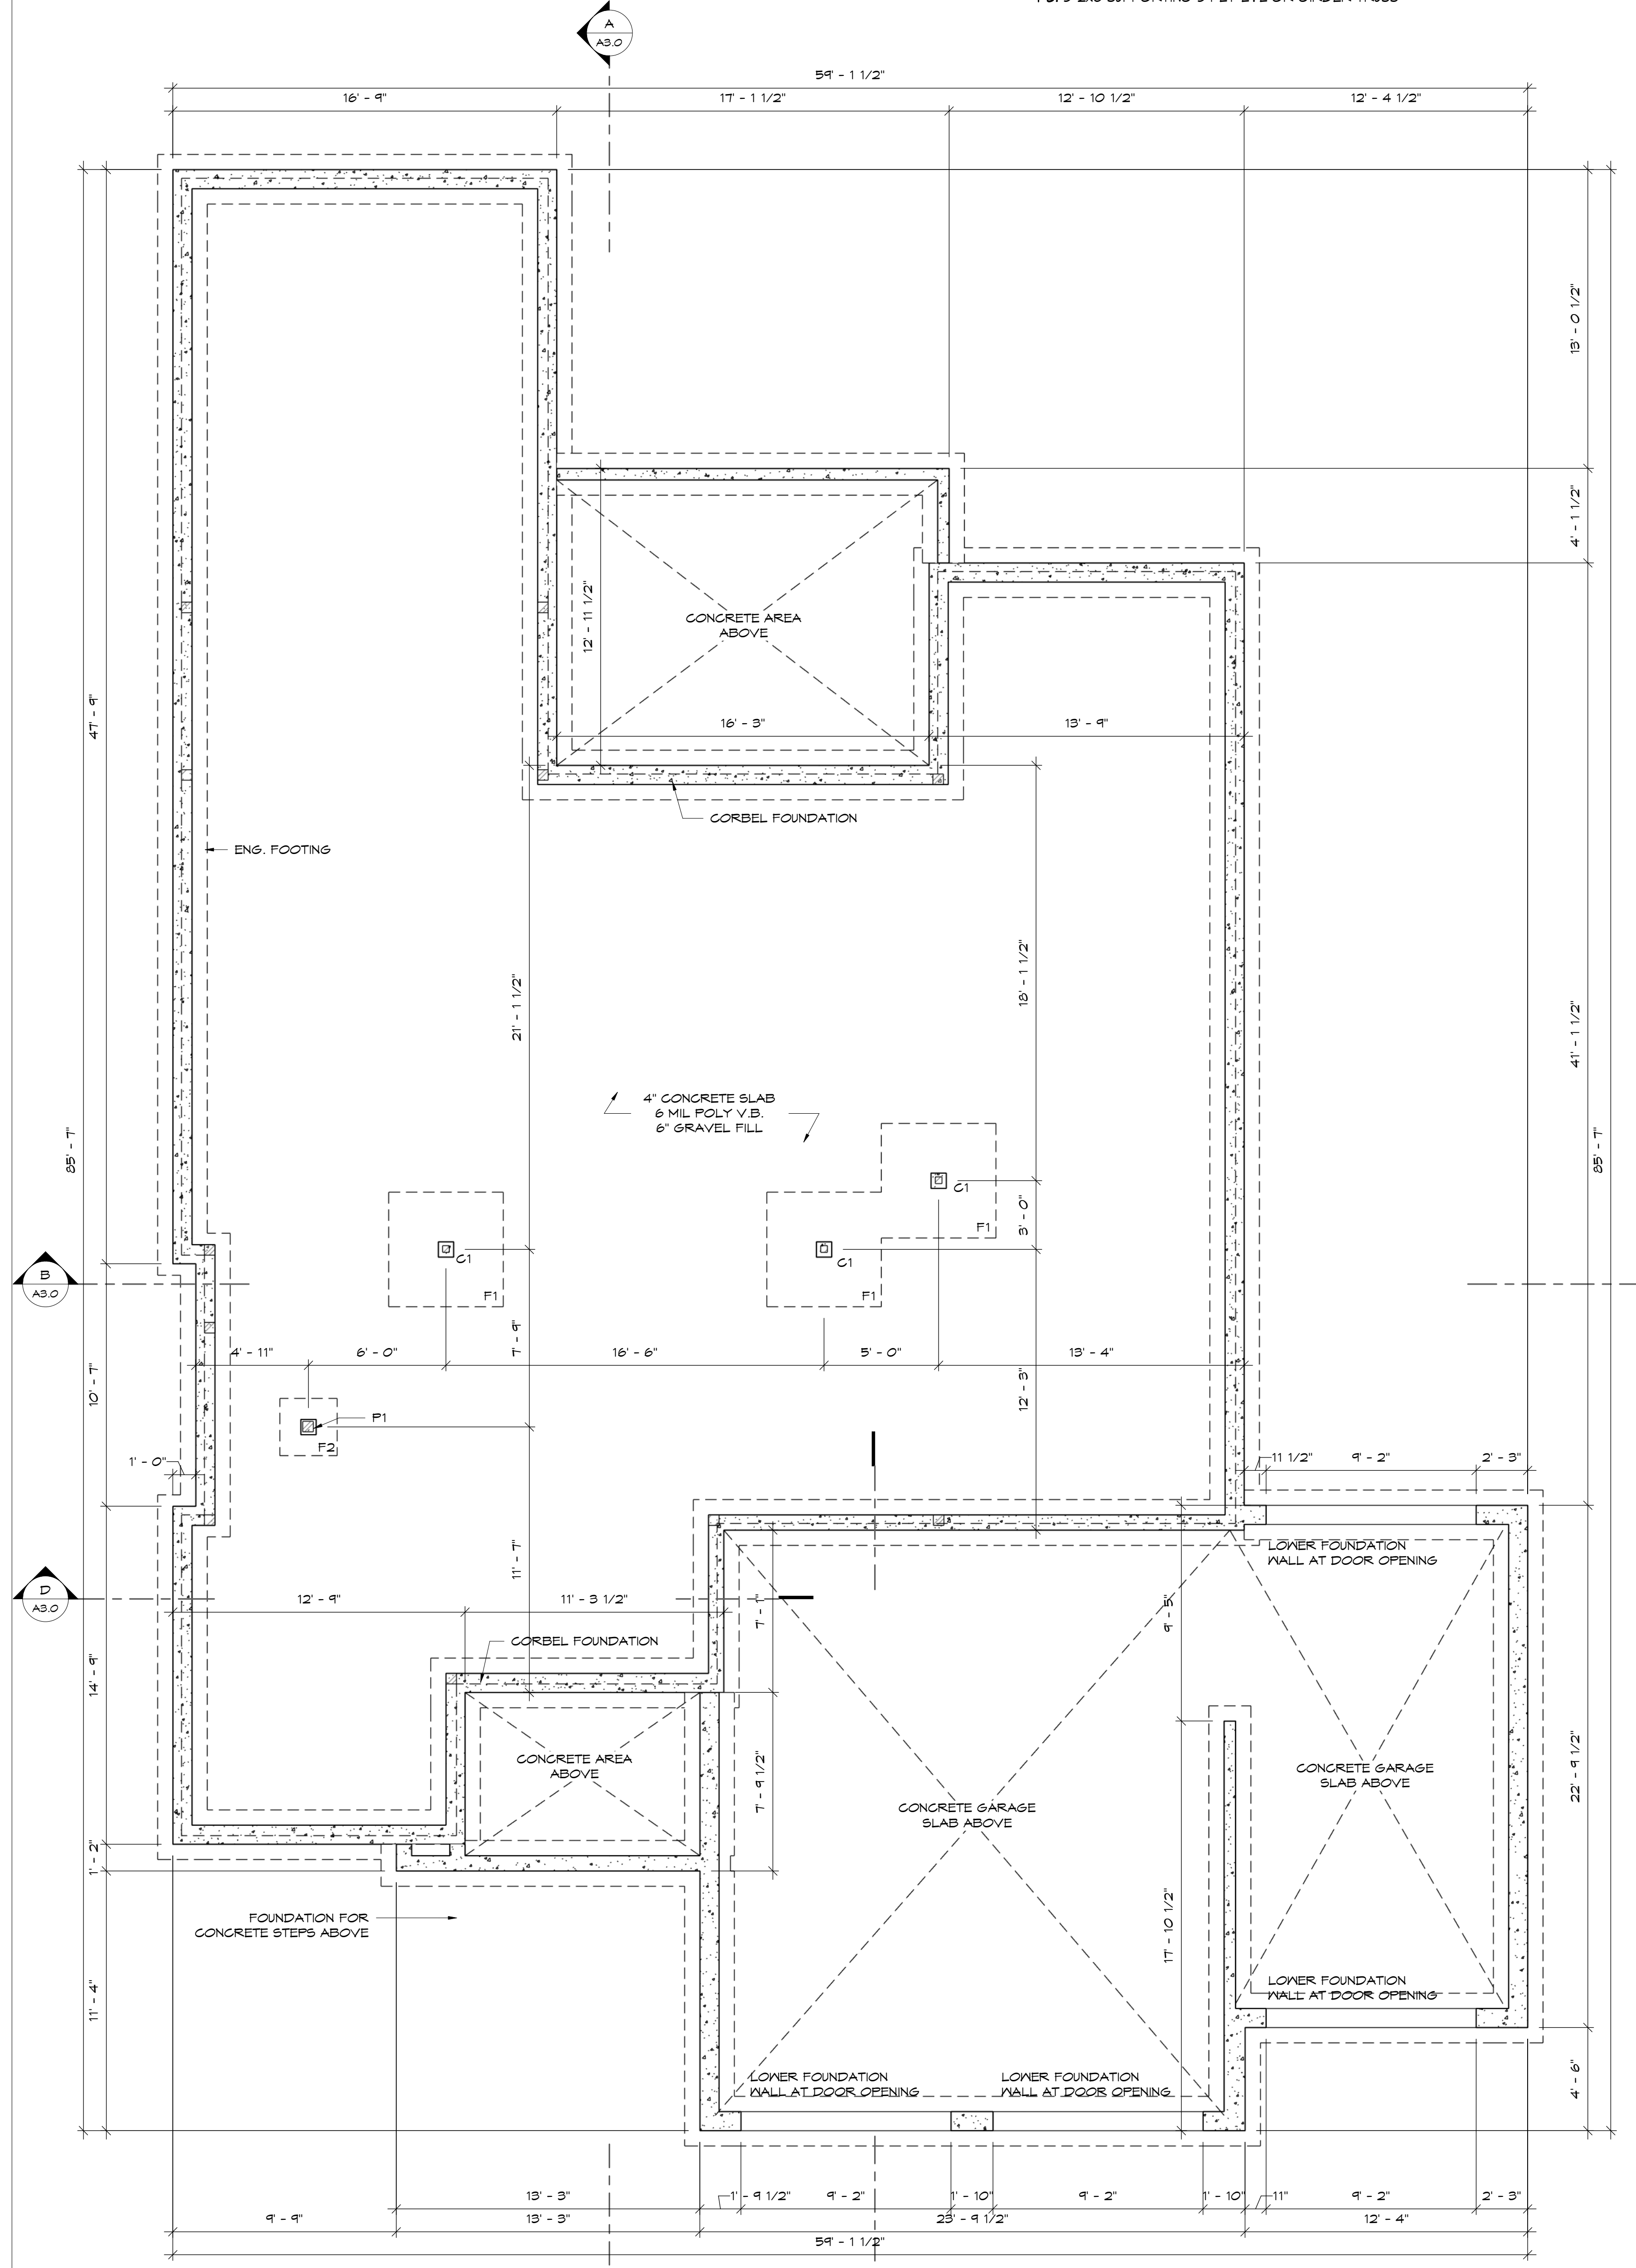 A
A3.0
59' - 1 1/2"
16' - 9"
17' - 1 1/2"
12' - 10 1/2"
12' - 4 1/2"
13' - 0 1/2"
4' - 1 1/2"
12' - 11 1/2"
CONCRETE AREA
ABOVE
47' - 9"
16' - 3"
13' - 9"
CORBEL FOUNDATION
ENG. FOOTING
21' - 1 1/2"
18' - 1 1/2"
41' - 1 1/2"
4" CONCRETE SLAB
6 MIL POLY V.B.
6" GRAVEL FILL
85' - 7"
85' - 7"
C1
F1
3' - 0"
C1
F1
C1
F1
B
A3.0
4' - 11"
6' - 0"
7' - 9"
16' - 6"
5' - 0"
13' - 4"
10' - 7"
12' - 3"
P1
F2
1' - 0"
11 1/2"
9' - 2"
2' - 3"
LOWER FOUNDATION
WALL AT DOOR OPENING
D
A3.0
11' - 7"
12' - 9"
11' - 3 1/2"
7' - 1"
9' - 5"
CORBEL FOUNDATION
14' - 9"
CONCRETE AREA
ABOVE
7' - 9 1/2"
CONCRETE GARAGE
SLAB ABOVE
CONCRETE GARAGE
SLAB ABOVE
22' - 9 1/2"
1' - 2"
FOUNDATION FOR
CONCRETE STEPS ABOVE
17' - 10 1/2"
11' - 4"
LOWER FOUNDATION
WALL AT DOOR OPENING
LOWER FOUNDATION
WALL AT DOOR OPENING
LOWER FOUNDATION
WALL AT DOOR OPENING
4' - 6"
13' - 3"
1' - 9 1/2"
9' - 2"
1' - 10"
9' - 2"
1' - 10"
11"
9' - 2"
2' - 3"
9' - 9"
13' - 3"
23' - 9 1/2"
12' - 4"
59' - 1 1/2"